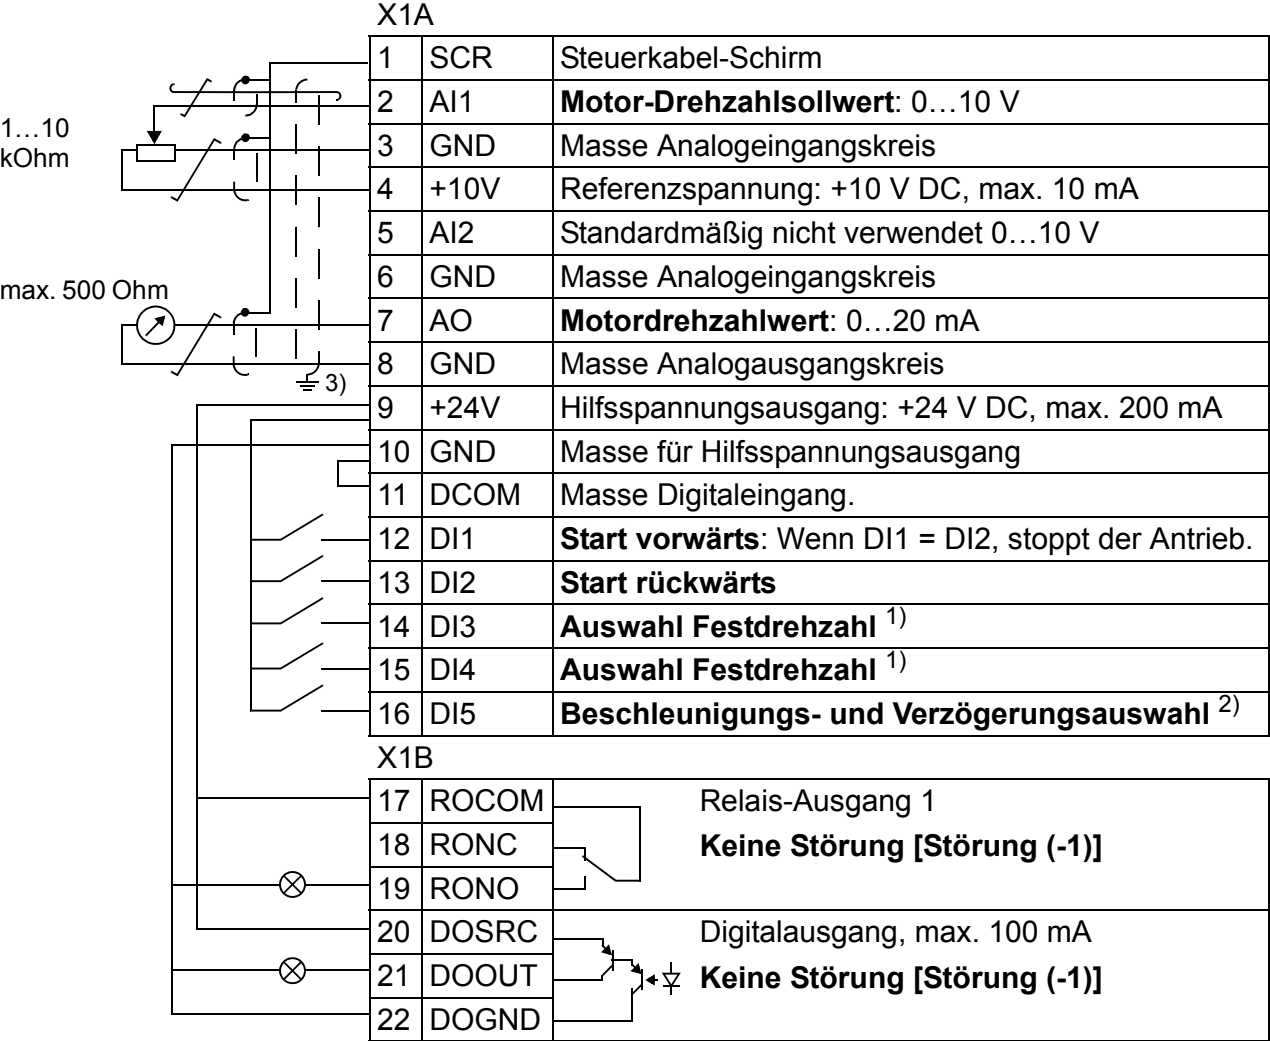 X1A
1 SCR Steuerkabel-Schirm
2 AI1 Motor-Drehzahlsollwert: 0…10 V
1…10
kOhm
3 GND Masse Analogeingangskreis
4 +10V Referenzspannung: +10 V DC, max. 10 mA
5 AI2 Standardmäßig nicht verwendet 0…10 V
6 GND Masse Analogeingangskreis
max. 500 Ohm
7 AO Motordrehzahlwert: 0…20 mA
8 GND Masse Analogausgangskreis
3)
9 +24V Hilfsspannungsausgang: +24 V DC, max. 200 mA
10 GND Masse für Hilfsspannungsausgang
11 DCOM Masse Digitaleingang.
12 DI1 Start vorwärts: Wenn DI1 = DI2, stoppt der Antrieb.
13 DI2 Start rückwärts
14 DI3 Auswahl Festdrehzahl 1)
15 DI4 Auswahl Festdrehzahl 1)
16 DI5 Beschleunigungs- und Verzögerungsauswahl 2)
X1B
17 ROCOM Relais-Ausgang 1
18 RONC Keine Störung [Störung (-1)]
19 RONO
20 DOSRC Digitalausgang, max. 100 mA
21 DOOUT Keine Störung [Störung (-1)]
22 DOGND